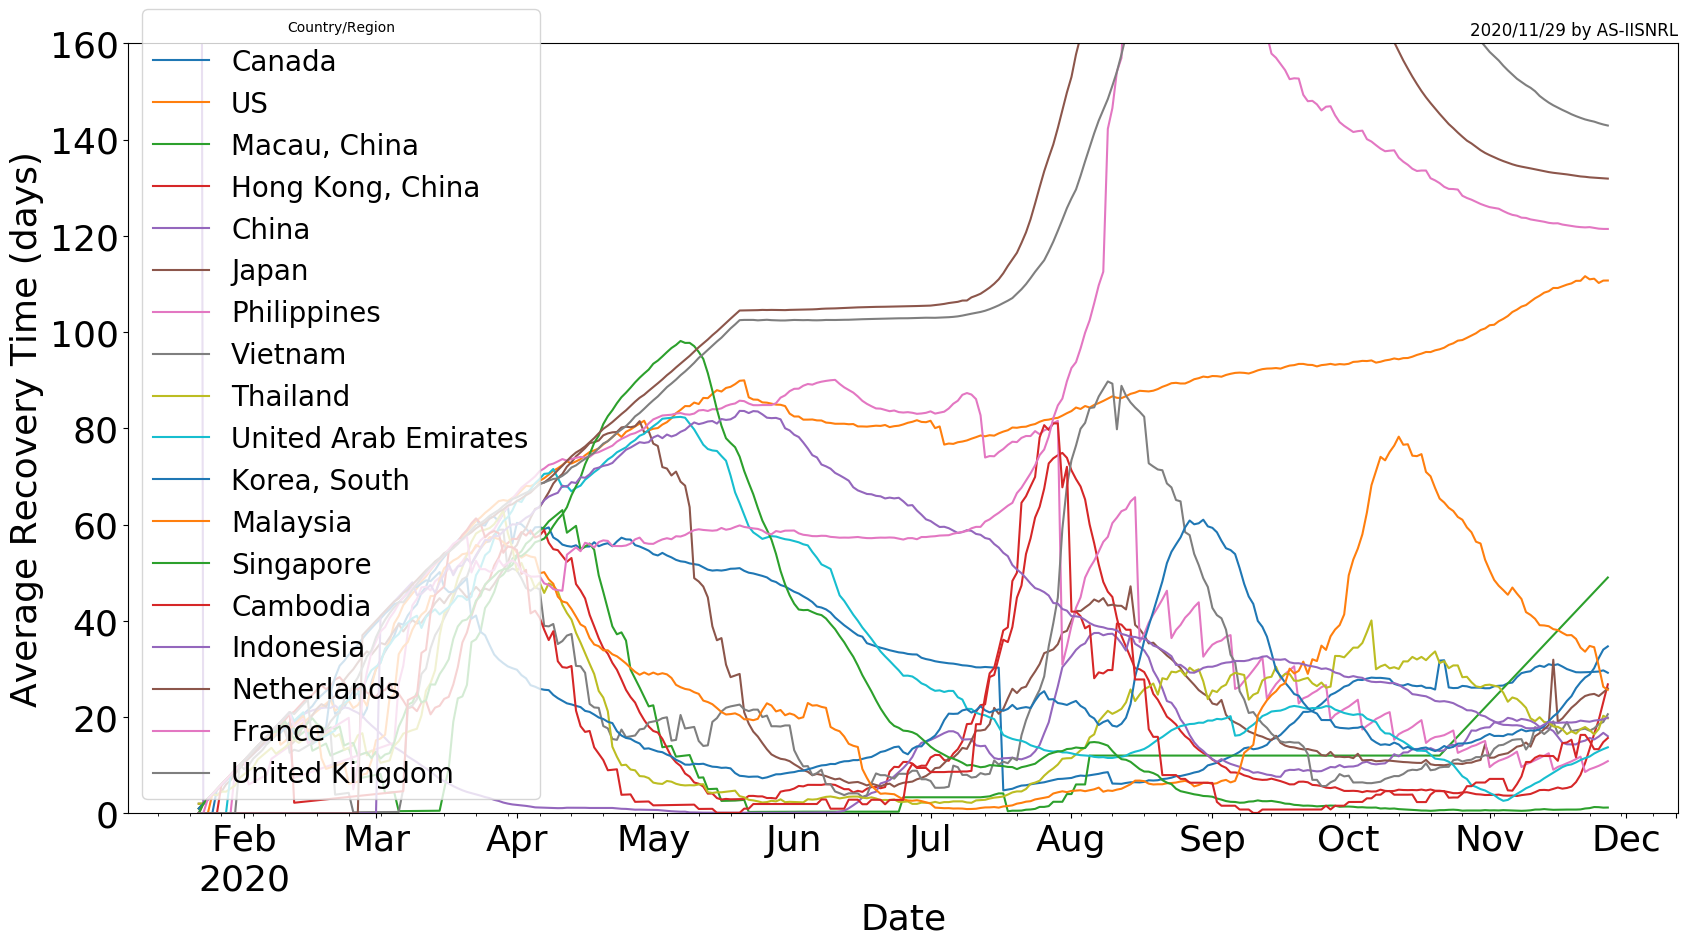 2020/11/29 by AS-IISNRL
Country/Region
Canada
US
Macau, China
Hong Kong, China
China
Japan
Philippines
Vietnam
Thailand
United Arab Emirates
Korea, South
Malaysia
Singapore
Cambodia
Indonesia
Netherlands
France
United Kingdom
Average Recovery Time (days)
160
140
120
100
80
60
40
20
0
Feb Mar Apr May Jun Jul Aug Sep Oct Nov Dec
2020
Date